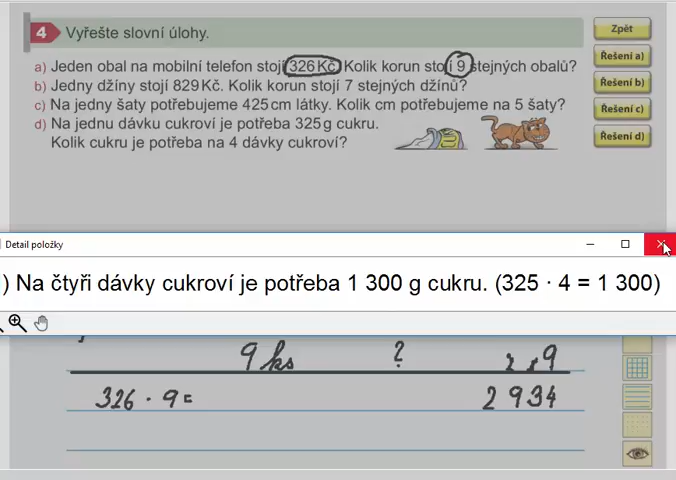 4 Vyřešte slovní úlohy.
Zpět
a) Jeden obal na mobilní telefon stojí 326 Kč. Kolik korun stojí 9 stejných obalů?
Řešení a)
b) Jedny džíny stojí 829 Kč. Kolik korun stojí 7 stejných džínů?
Řešení b)
c) Na jedny šaty potřebujeme 425 cm látky. Kolik cm potřebujeme na 5 šaty?
Řešení c)
d) Na jednu dávku cukroví je potřeba 325 g cukru.
Kolik cukru je potřeba na 4 dávky cukroví?
Řešení d)
Detail položky
) Na čtyři dávky cukroví je potřeba 1 300 g cukru. (325 · 4 = 1 300)
9 ks ? x 9
326 · 9 = 2 934